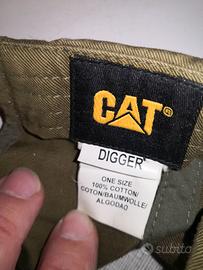 CAT®
DIGGER
ONE SIZE
100% COTTON/
COTON/BAUMWOLLE/
ALGODAO
subito